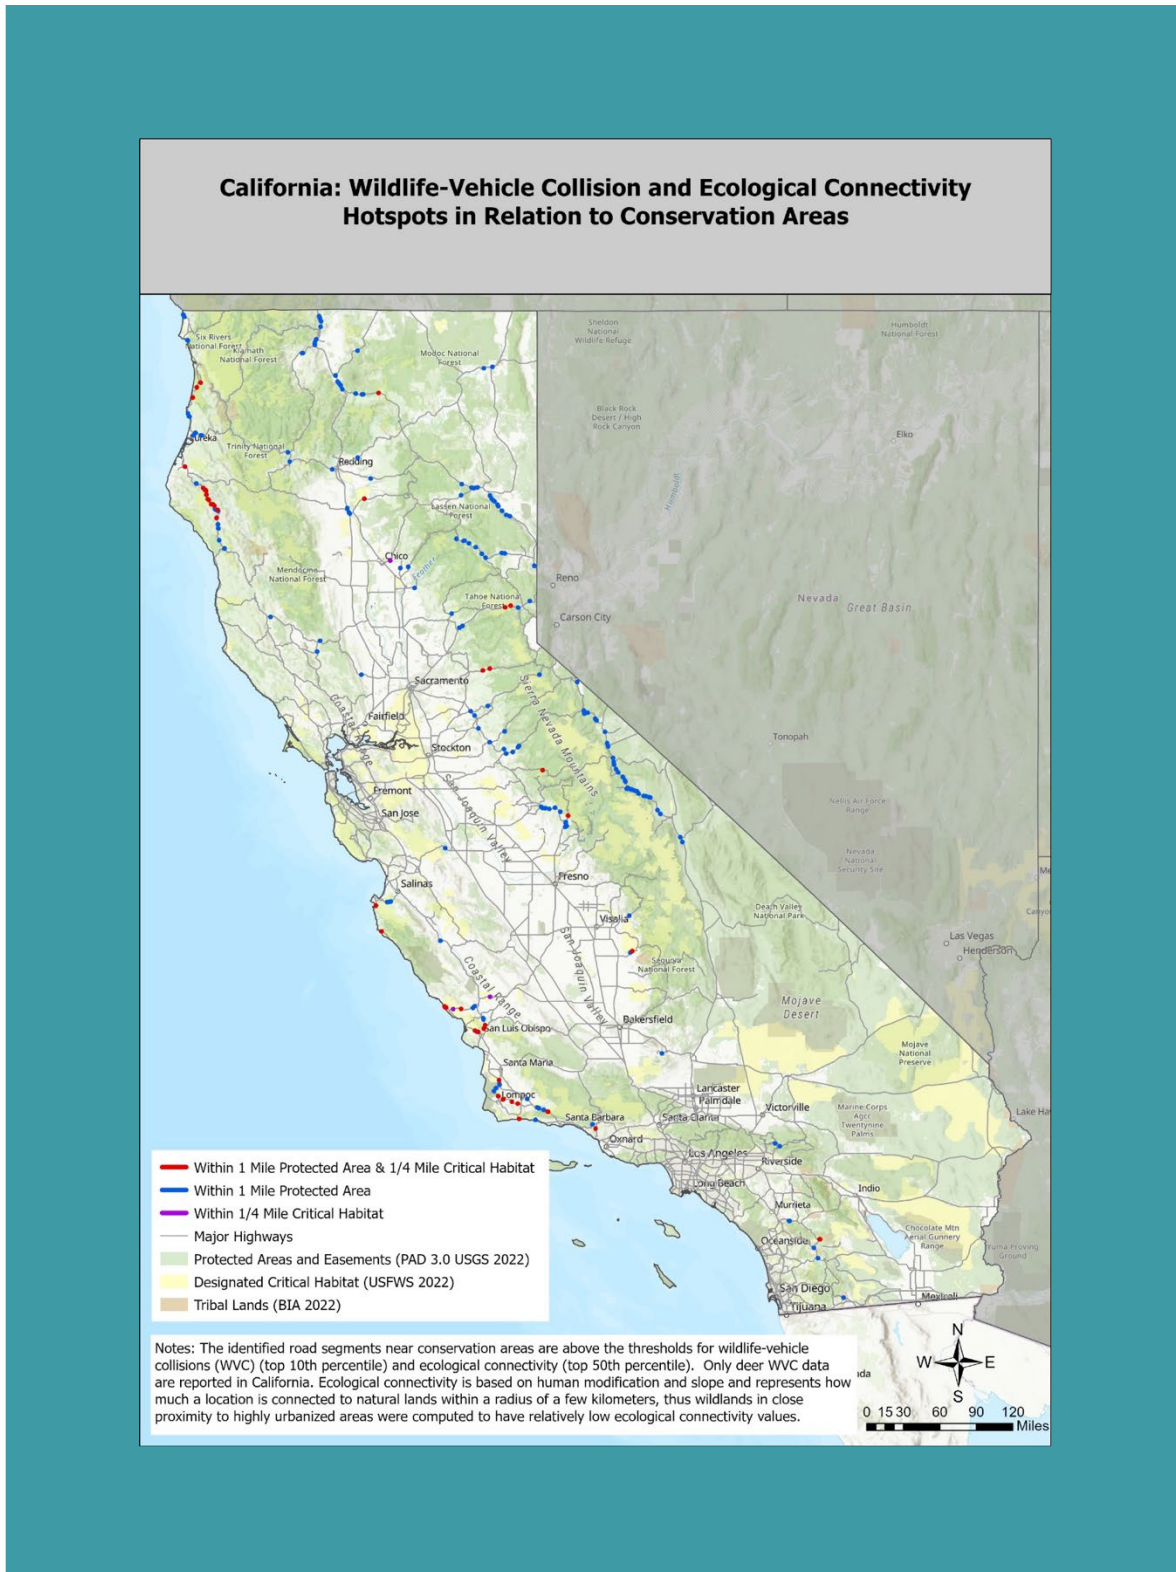 California: Wildlife-Vehicle Collision and Ecological Connectivity
Hotspots in Relation to Conservation Areas
Sheldon
National
Wildlife Refuge
Humboldt
National Forest
Six Rivers
National Forest
Klamath
National Forest
Modoc National
Forest
Black Rock
Desert / High
Rock Canyon
Elko
Eureka
Trinity National
Forest
Redding
Humboldt
Lassen National
Forest
Chico
Feather
Mendocino
National Forest
Reno
Tahoe National
Forest
Carson City
Nevada
Great Basin
Sacramento
Sierra Nevada Mountains
Coastal Range
Fairfield
Tonopah
Stockton
Fremont
San Jose
San Joaquin Valley
Nellis Air Force
Range
Nevada
National
Security Site
Salinas
Fresno
Death Valley
National Park
Visalia
Las Vegas
Henderson
San Joaquin Valley
Sequoia
National Forest
Coastal Range
Mojave
Desert
San Luis Obispo
Bakersfield
Mojave
National
Preserve
Santa Maria
Lancaster
Palmdale
Lompoc
Santa Barbara
Santa Clarita
Victorville
Marine Corps
Agcc
Twentynine
Palms
Lake Ha
Oxnard
Los Angeles
Riverside
Long Beach
Indio
Murrieta
Oceanside
Chocolate Mtn
Aerial Gunnery
Range
Yuma Proving
Ground
San Diego
Tijuana
Mexicali
Within 1 Mile Protected Area & 1/4 Mile Critical Habitat
Within 1 Mile Protected Area
Within 1/4 Mile Critical Habitat
Major Highways
Protected Areas and Easements (PAD 3.0 USGS 2022)
Designated Critical Habitat (USFWS 2022)
Tribal Lands (BIA 2022)
Notes: The identified road segments near conservation areas are above the thresholds for wildlife-vehicle
collisions (WVC) (top 10th percentile) and ecological connectivity (top 50th percentile). Only deer WVC data
are reported in California. Ecological connectivity is based on human modification and slope and represents how
much a location is connected to natural lands within a radius of a few kilometers, thus wildlands in close
proximity to highly urbanized areas were computed to have relatively low ecological connectivity values.
N
W E
S
0 15 30 60 90 120
Miles